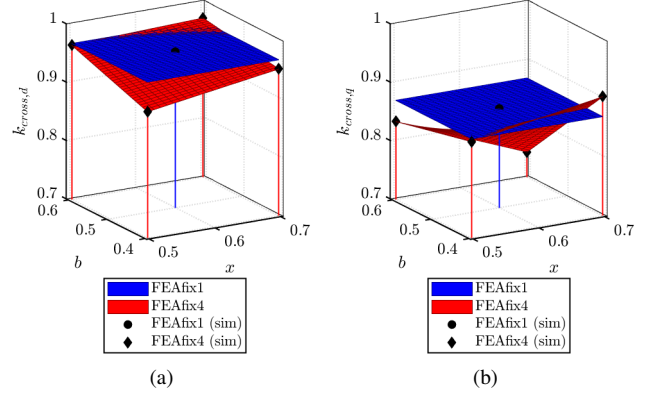 1
0.9
0.8
0.7
k_{cross,d}
0.6
0.5
0.4
b
0.5
0.6
0.7
x
FEAfix1
FEAfix4
FEAfix1 (sim)
FEAfix4 (sim)
(a)
1
0.9
0.8
0.7
k_{cross,q}
0.6
0.5
0.4
b
0.5
0.6
0.7
x
FEAfix1
FEAfix4
FEAfix1 (sim)
FEAfix4 (sim)
(b)